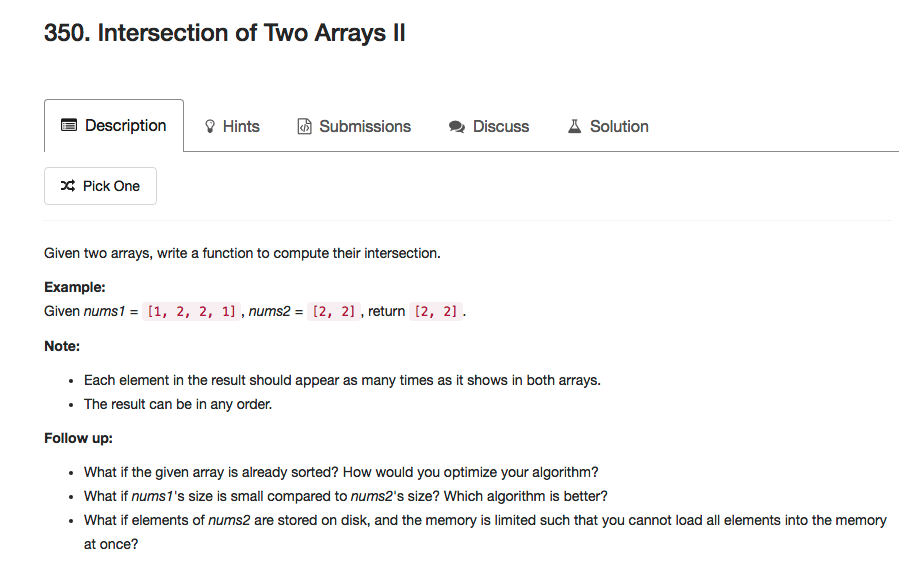 350. Intersection of Two Arrays II
Description
Hints
Submissions
Discuss
Solution
Pick One
Given two arrays, write a function to compute their intersection.
Example:
Given nums1 = [1, 2, 2, 1] , nums2 = [2, 2] , return [2, 2] .
Note:
• Each element in the result should appear as many times as it shows in both arrays.
• The result can be in any order.
Follow up:
• What if the given array is already sorted? How would you optimize your algorithm?
• What if nums1's size is small compared to nums2's size? Which algorithm is better?
• What if elements of nums2 are stored on disk, and the memory is limited such that you cannot load all elements into the memory
at once?